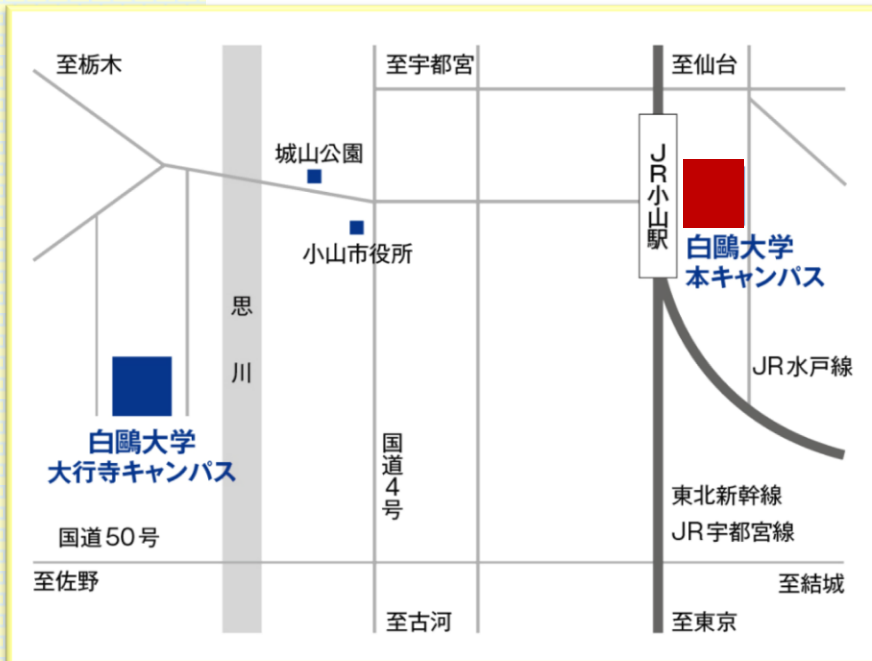 至栃木
至宇都宮
至仙台
城山公園
JR小山駅
小山市役所
白鷗大学
本キャンパス
思川
JR水戸線
白鷗大学
大行寺キャンパス
国道4号
東北新幹線
JR宇都宮線
国道50号
至佐野
至結城
至古河
至東京